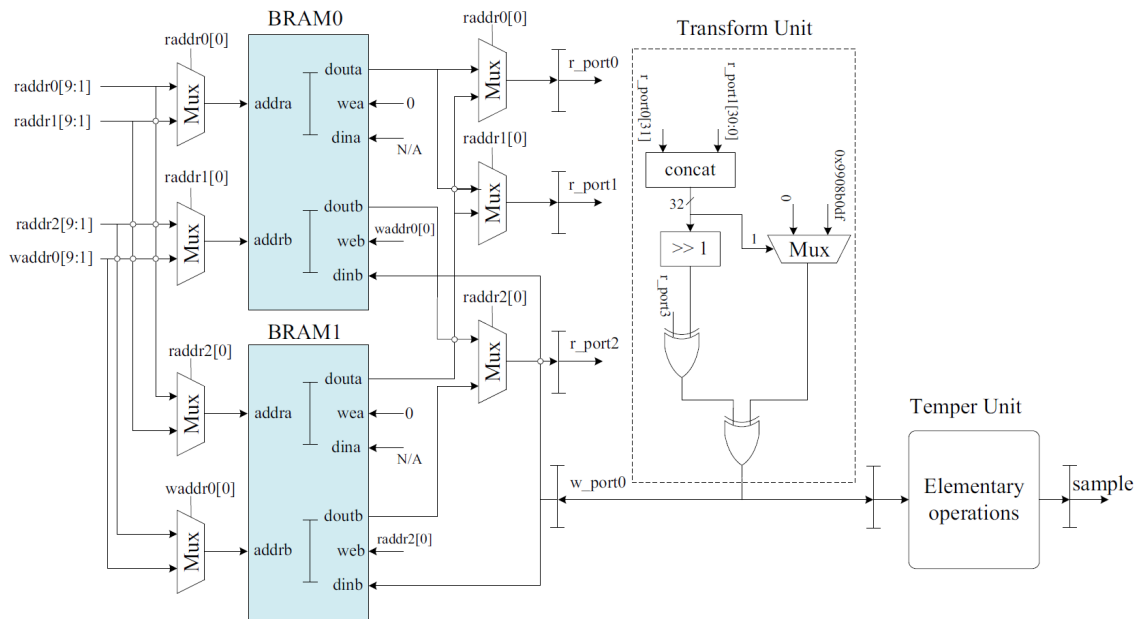 BRAM0
raddr0[0]
Mux
raddr0[9:1]
raddr1[9:1]
addra
douta
wea
0
dina
N/A
raddr1[0]
Mux
raddr2[9:1]
waddr0[9:1]
addrb
doutb
web
waddr0[0]
dinb
BRAM1
raddr2[0]
Mux
addra
douta
wea
0
dina
N/A
waddr0[0]
Mux
addrb
doutb
web
raddr2[0]
dinb
raddr0[0]
Mux
r_port0
raddr1[0]
Mux
r_port1
raddr2[0]
Mux
r_port2
w_port0
Transform Unit
r_port0[31]
r_port1[30:0]
concat
32
>> 1
1
0
0x9908b0df
Mux
r_port3
Temper Unit
Elementary
operations
sample